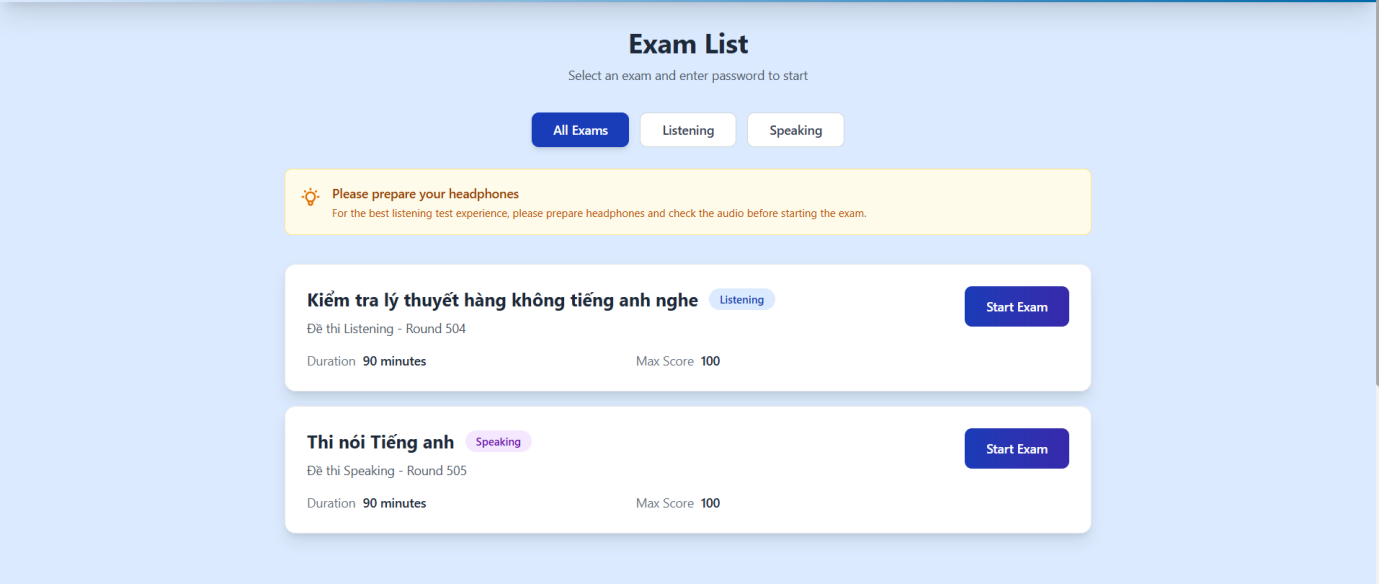 Exam List
Select an exam and enter password to start
All Exams
Listening
Speaking
Please prepare your headphones
For the best listening test experience, please prepare headphones and check the audio before starting the exam.
Kiểm tra lý thuyết hàng không tiếng anh nghe
Listening
Start Exam
Đề thi Listening - Round 504
Duration 90 minutes
Max Score 100
Thi nói Tiếng anh
Speaking
Start Exam
Đề thi Speaking - Round 505
Duration 90 minutes
Max Score 100